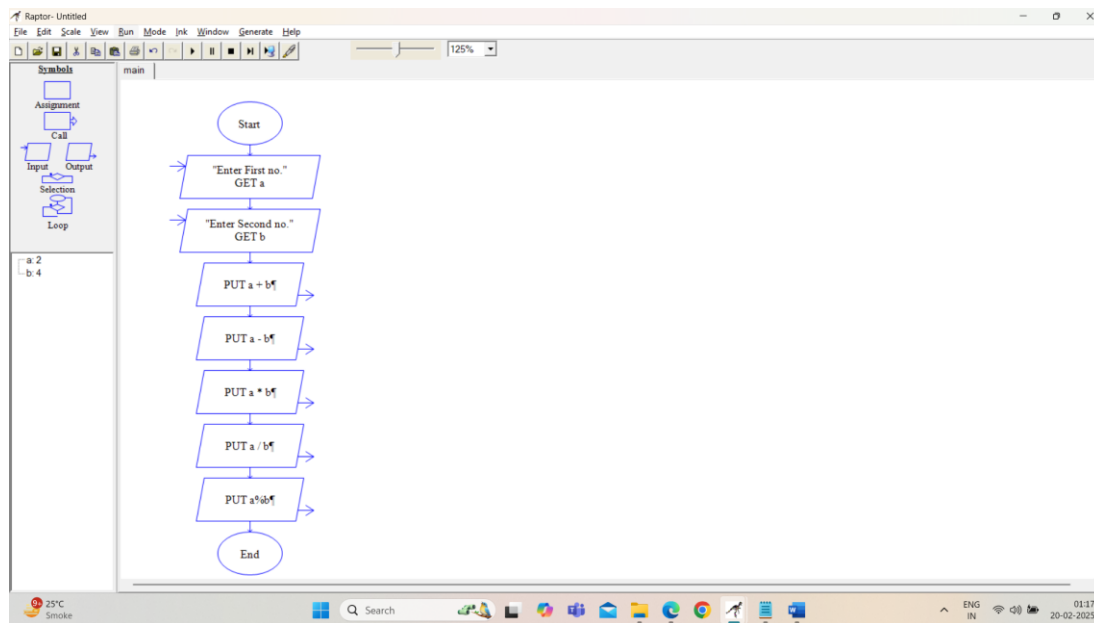 Raptor- Untitled
File Edit Scale View Run Mode Ink Window Generate Help
125%
Symbols
Assignment
Call
Input Output
Selection
Loop
a: 2
b: 4
main
Start
"Enter First no."
GET a
"Enter Second no."
GET b
PUT a + b¶
PUT a - b¶
PUT a * b¶
PUT a / b¶
PUT a%b¶
End
9+
25°C
Smoke
Search
ENG
IN
01:17
20-02-2025